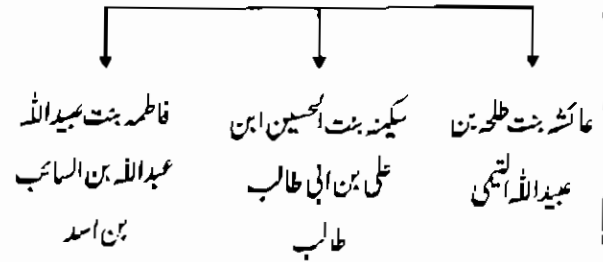 عائشہ بنت طلحہ بن
عبیداللہ التیمی
سکینہ بنت الحسین ابن
علی بن ابی طالب
طالب
فاطمہ بنت عبیداللہ
عبداللہ بن السائب
بن اسد